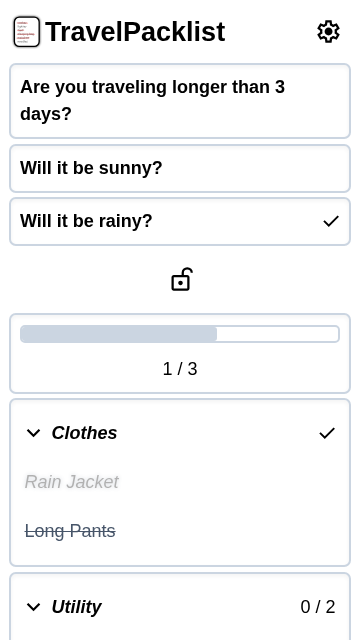 TravelPacklist
Are you traveling longer than 3
days?
Will it be sunny?
Will it be rainy?
1 / 3
Clothes
Rain Jacket
Long Pants
Utility
0 / 2